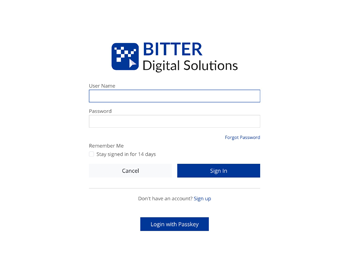 BITTER
Digital Solutions
User Name
Password
Forgot Password
Remember Me
Stay signed in for 14 days
Cancel
Sign In
Don't have an account? Sign up
Login with Passkey